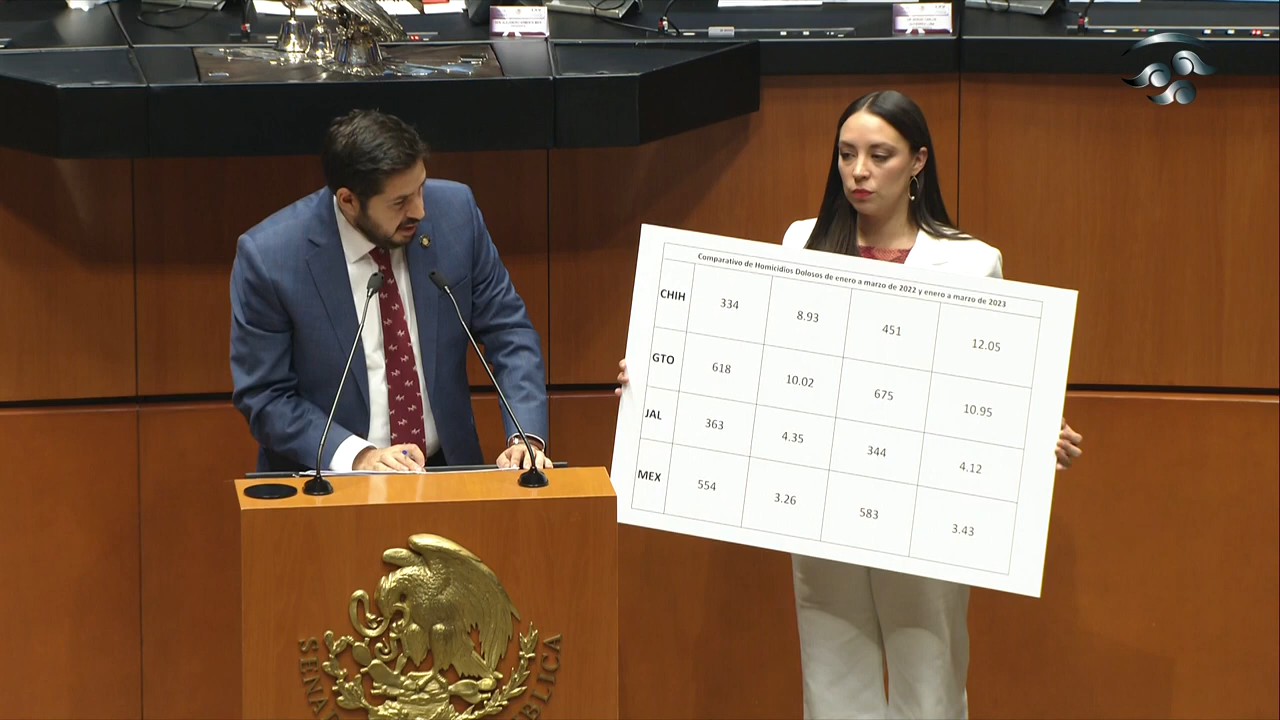 Comparativo de Homicidios Dolosos de enero a marzo de 2022 y enero a marzo de 2023
CHIH 334 8.93 451 12.05
GTO 618 10.02 675 10.95
JAL 363 4.35 344 4.12
MEX 554 3.26 583 3.43